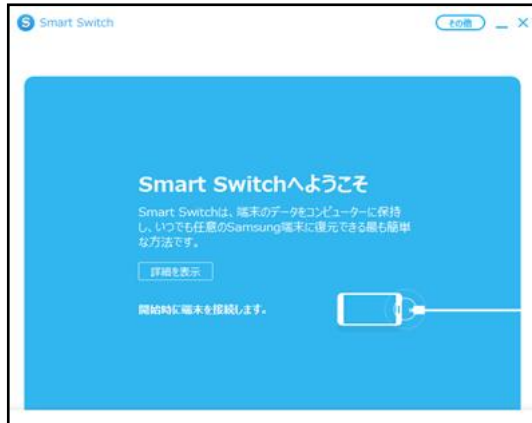 Smart Switch
その他
Smart Switchへようこそ
Smart Switchは、端末のデータをコンピューターに保持
し、いつでも任意のSamsung端末に復元できる最も簡単
な方法です。
詳細を表示
開始時に端末を接続します。